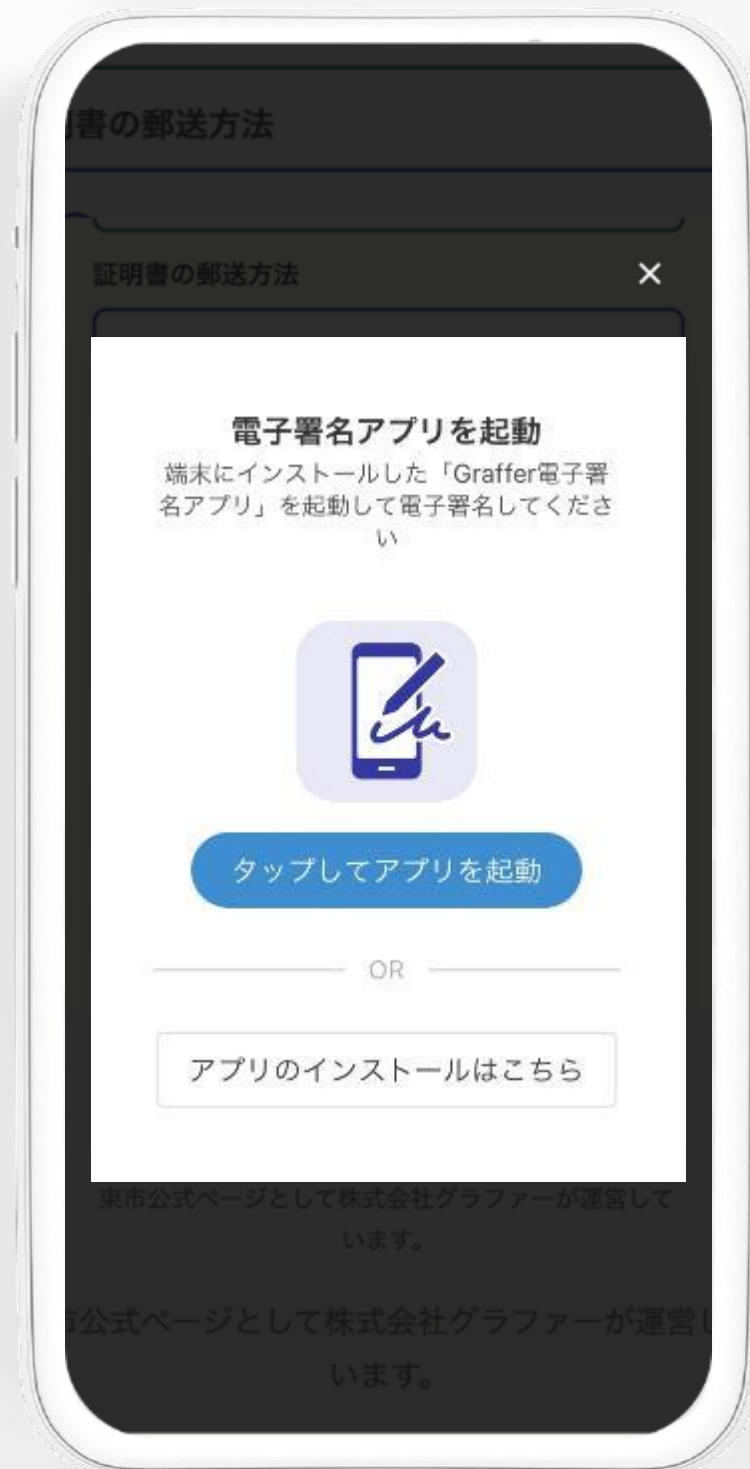 書の郵送方法
証明書の郵送方法
電子署名アプリを起動
端末にインストールした「Graffer電子署
名アプリ」を起動して電子署名してくださ
い
タップしてアプリを起動
OR
アプリのインストールはこちら
東市公式ページとして株式会社グラファーが運営して
います。
市公式ページとして株式会社グラファーが運営し
います。